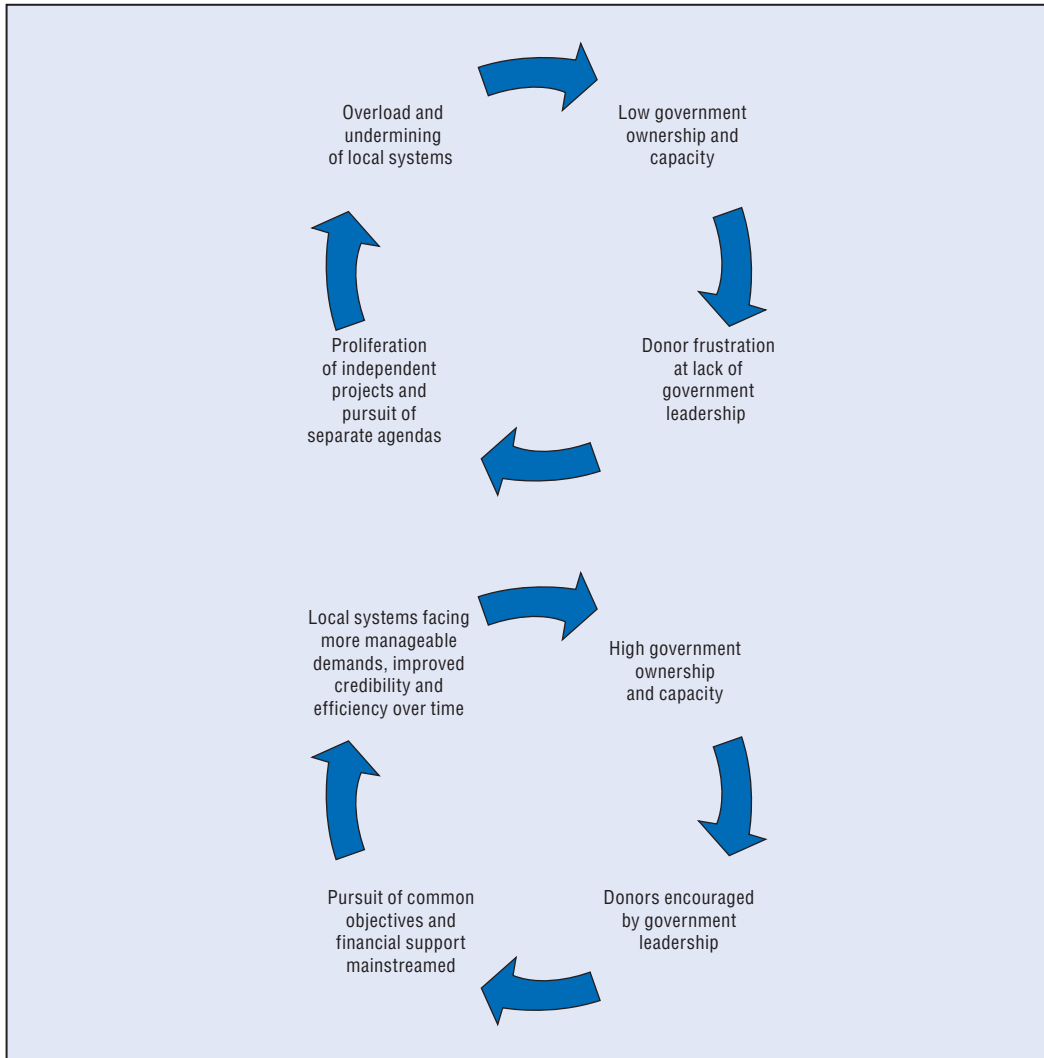 Overload and
undermining
of local systems
Low government
ownership and
capacity
Donor frustration
at lack of
government
leadership
Proliferation
of independent
projects and
pursuit of
separate agendas
Local systems facing
more manageable
demands, improved
credibility and
efficiency over time
High government
ownership
and capacity
Donors encouraged
by government
leadership
Pursuit of common
objectives and
financial support
mainstreamed